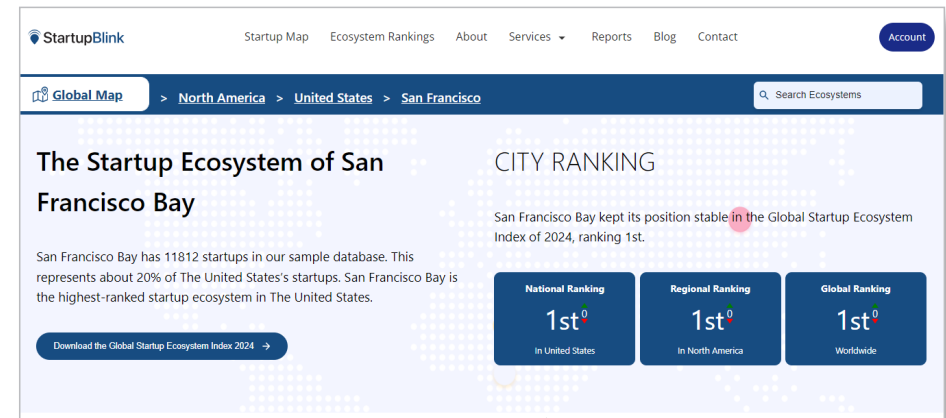 StartupBlink
Startup Map Ecosystem Rankings About Services Reports Blog Contact Account
Global Map > North America > United States > San Francisco Search Ecosystems
The Startup Ecosystem of San
Francisco Bay
San Francisco Bay has 11812 startups in our sample database. This
represents about 20% of The United States's startups. San Francisco Bay is
the highest-ranked startup ecosystem in The United States.
Download the Global Startup Ecosystem Index 2024 →
CITY RANKING
San Francisco Bay kept its position stable in the Global Startup Ecosystem
Index of 2024, ranking 1st.
National Ranking
1st 0
In United States
Regional Ranking
1st 0
In North America
Global Ranking
1st 0
Worldwide